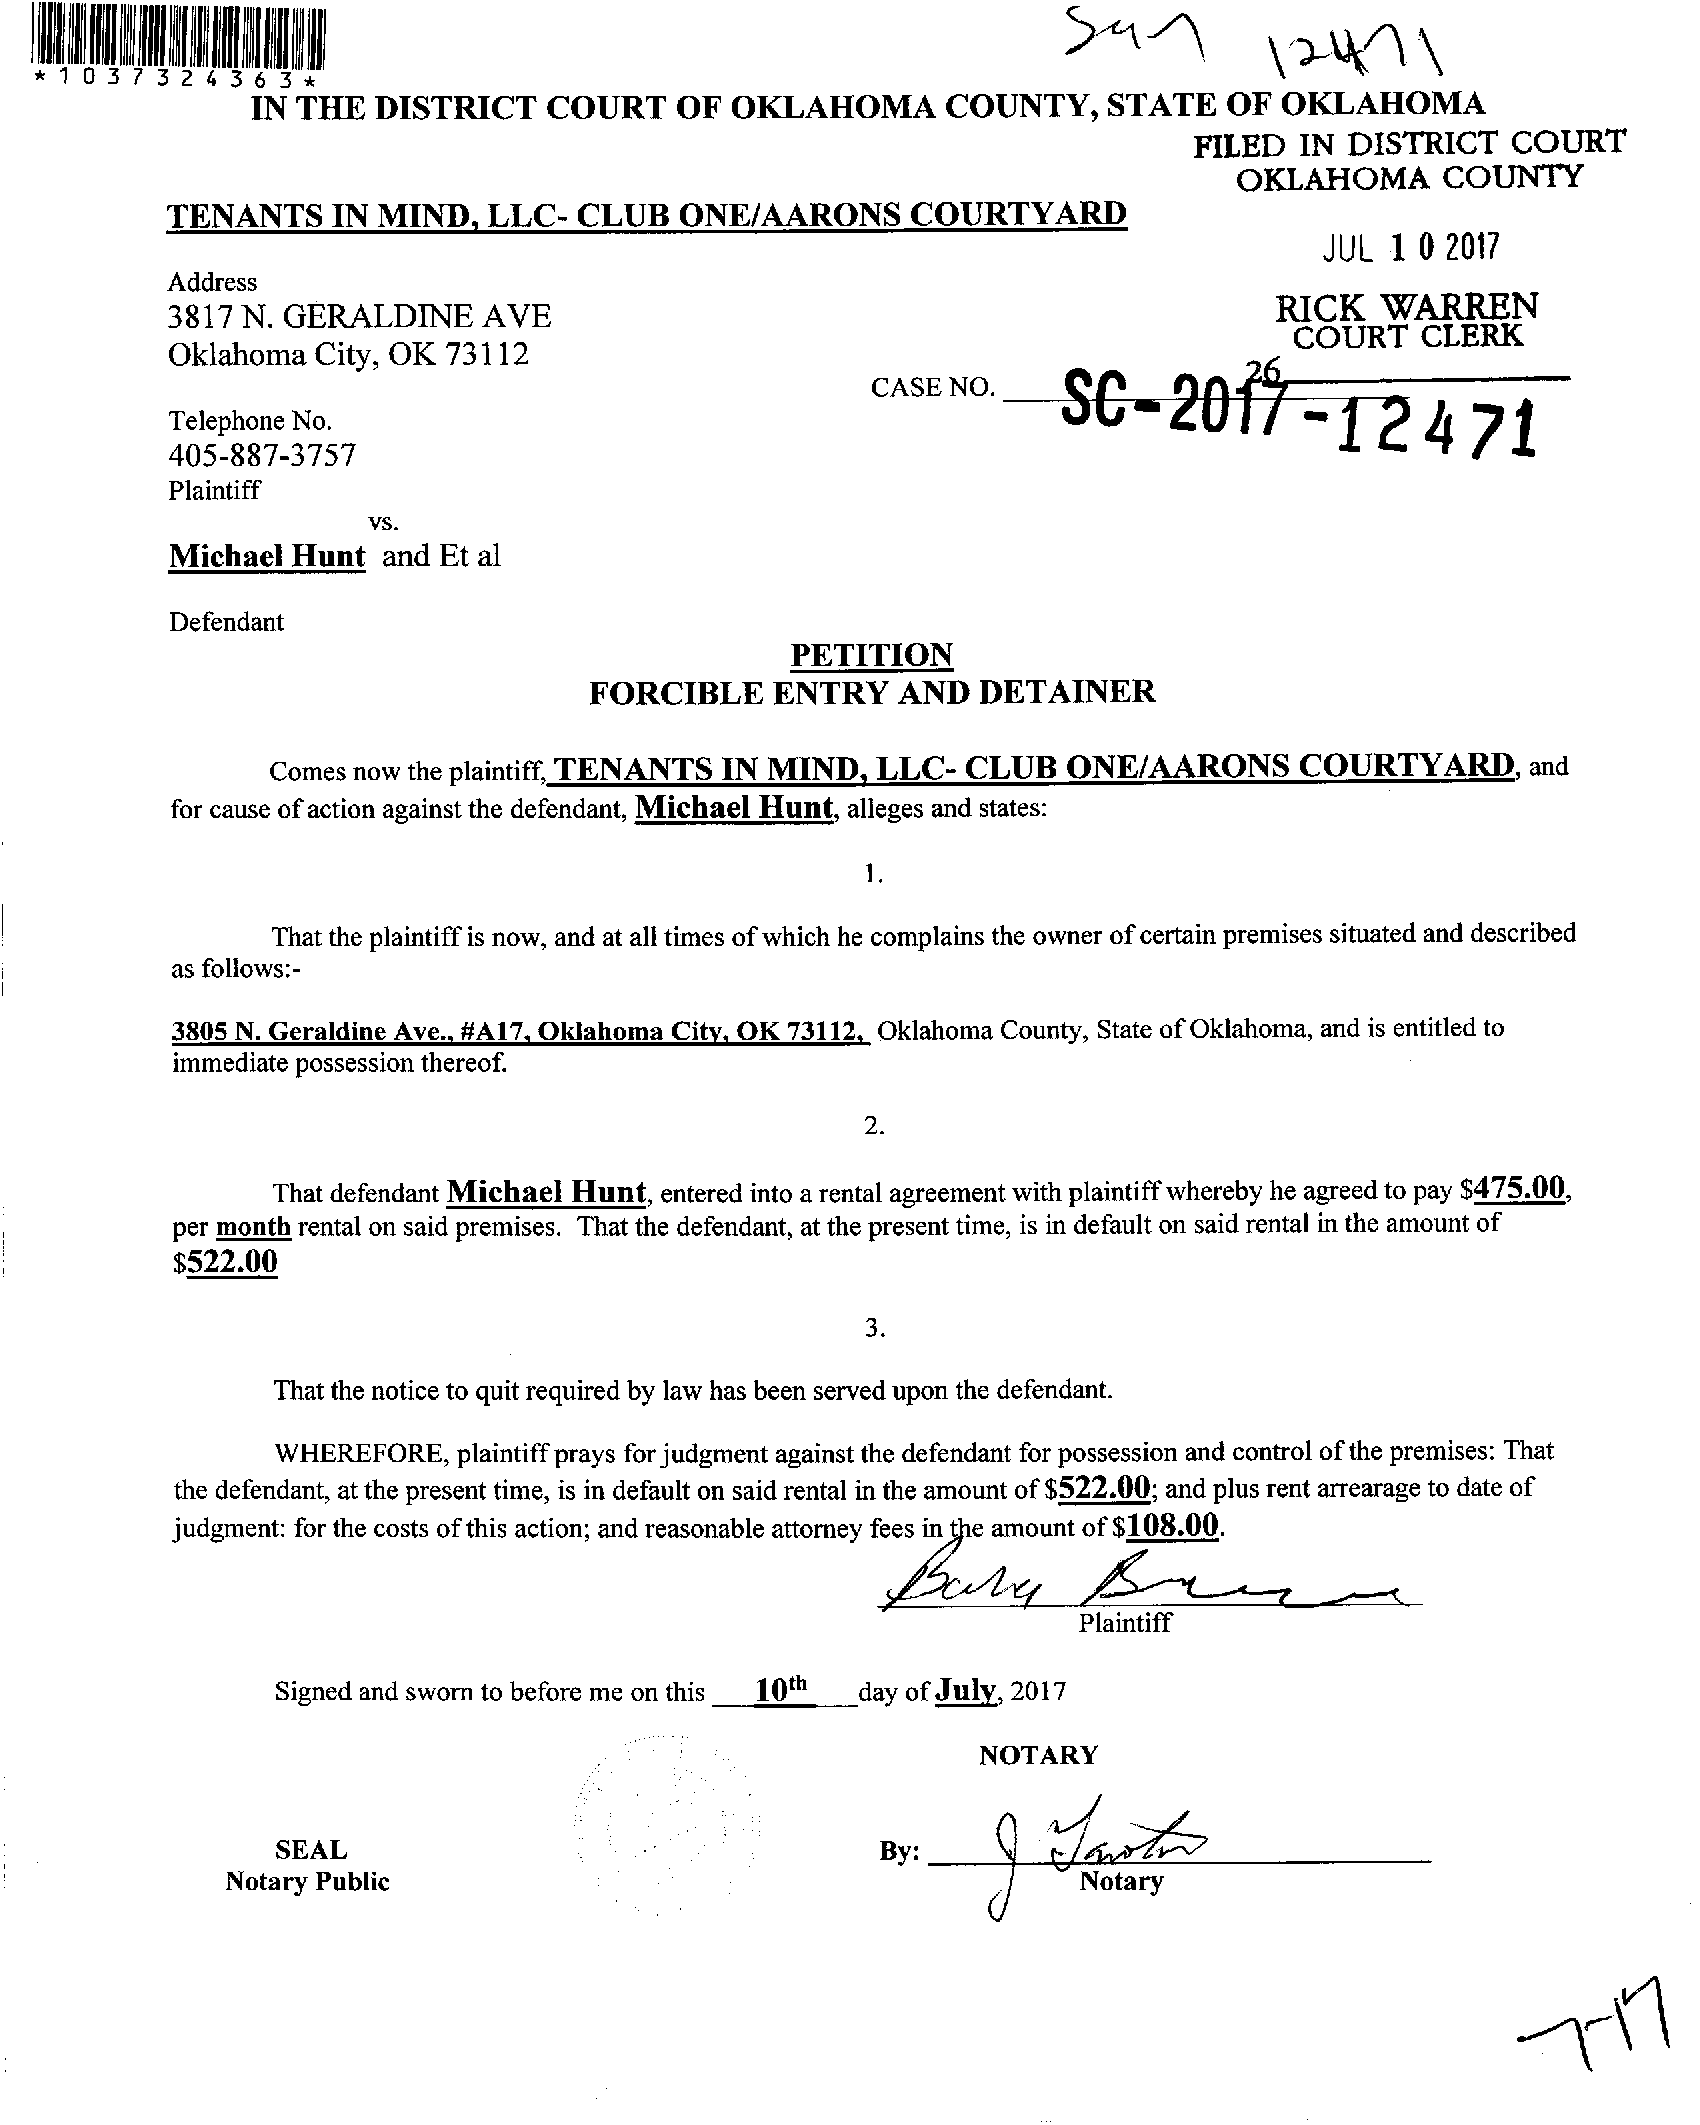 *1037324363*
12471
IN THE DISTRICT COURT OF OKLAHOMA COUNTY, STATE OF OKLAHOMA
FILED IN DISTRICT COURT
OKLAHOMA COUNTY
TENANTS IN MIND, LLC- CLUB ONE/AARONS COURTYARD
JUL 10 2017
Address
3817 N. GERALDINE AVE
RICK WARREN
COURT CLERK
Oklahoma City, OK 73112
26
CASE NO. SC-2017-12471
Telephone No.
405-887-3757
Plaintiff
vs.
Michael Hunt and Et al
Defendant
PETITION
FORCIBLE ENTRY AND DETAINER
Comes now the plaintiff, TENANTS IN MIND, LLC- CLUB ONE/AARONS COURTYARD, and
for cause of action against the defendant, Michael Hunt, alleges and states:
1.
That the plaintiff is now, and at all times of which he complains the owner of certain premises situated and described
as follows:-
3805 N. Geraldine Ave., #A17, Oklahoma City, OK 73112, Oklahoma County, State of Oklahoma, and is entitled to
immediate possession thereof.
2.
That defendant Michael Hunt, entered into a rental agreement with plaintiff whereby he agreed to pay $475.00,
per month rental on said premises. That the defendant, at the present time, is in default on said rental in the amount of
$522.00
3.
That the notice to quit required by law has been served upon the defendant.
WHEREFORE, plaintiff prays for judgment against the defendant for possession and control of the premises: That
the defendant, at the present time, is in default on said rental in the amount of $522.00; and plus rent arrearage to date of
judgment: for the costs of this action; and reasonable attorney fees in the amount of $108.00.
Plaintiff
Signed and sworn to before me on this 10th day of July, 2017
NOTARY
SEAL
By:
Notary Public
Notary
7-17